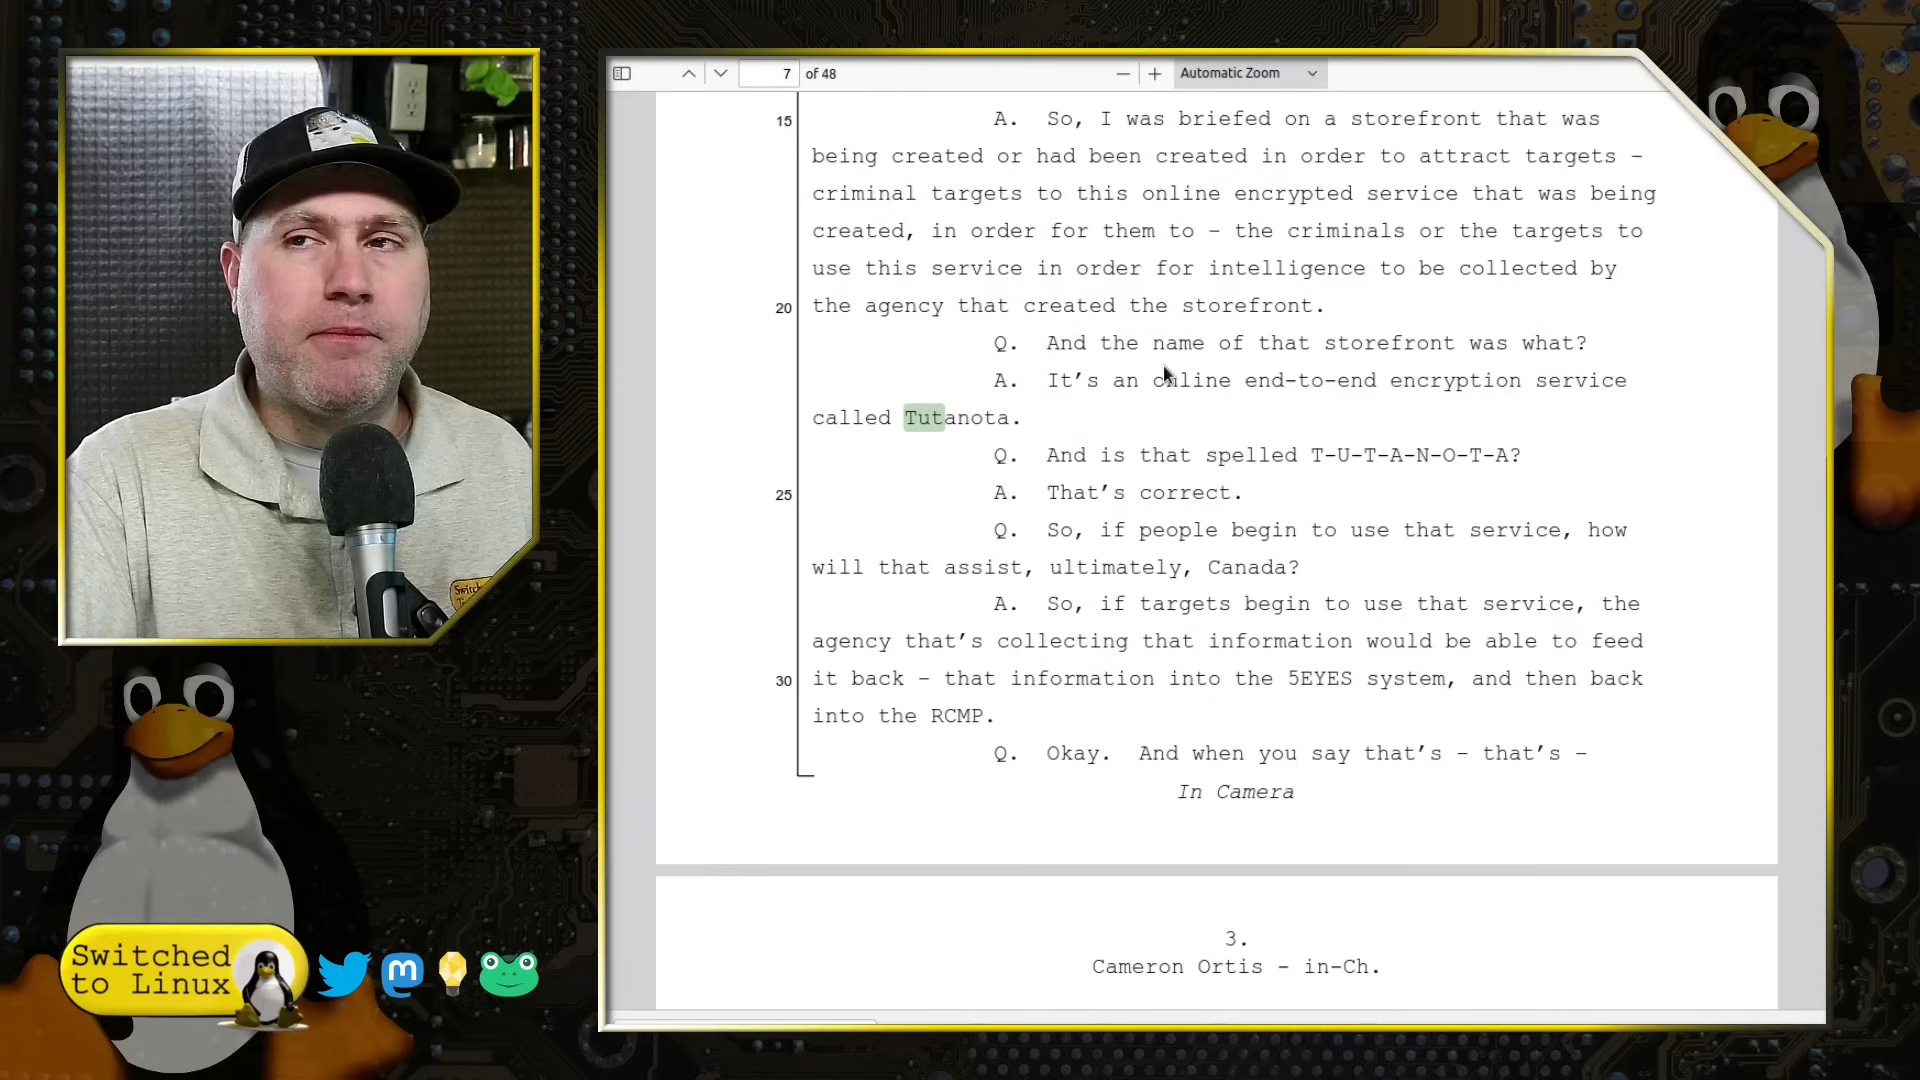 7 of 48
Automatic Zoom
15 A. So, I was briefed on a storefront that was
being created or had been created in order to attract targets –
criminal targets to this online encrypted service that was being
created, in order for them to – the criminals or the targets to
use this service in order for intelligence to be collected by
20 the agency that created the storefront.
Q. And the name of that storefront was what?
A. It's an online end-to-end encryption service
called Tutanota.
Q. And is that spelled T-U-T-A-N-O-T-A?
25 A. That's correct.
Q. So, if people begin to use that service, how
will that assist, ultimately, Canada?
A. So, if targets begin to use that service, the
agency that's collecting that information would be able to feed
30 it back – that information into the 5EYES system, and then back
into the RCMP.
Q. Okay. And when you say that's – that's –
In Camera
3.
Cameron Ortis - in-Ch.
Switched
to Linux